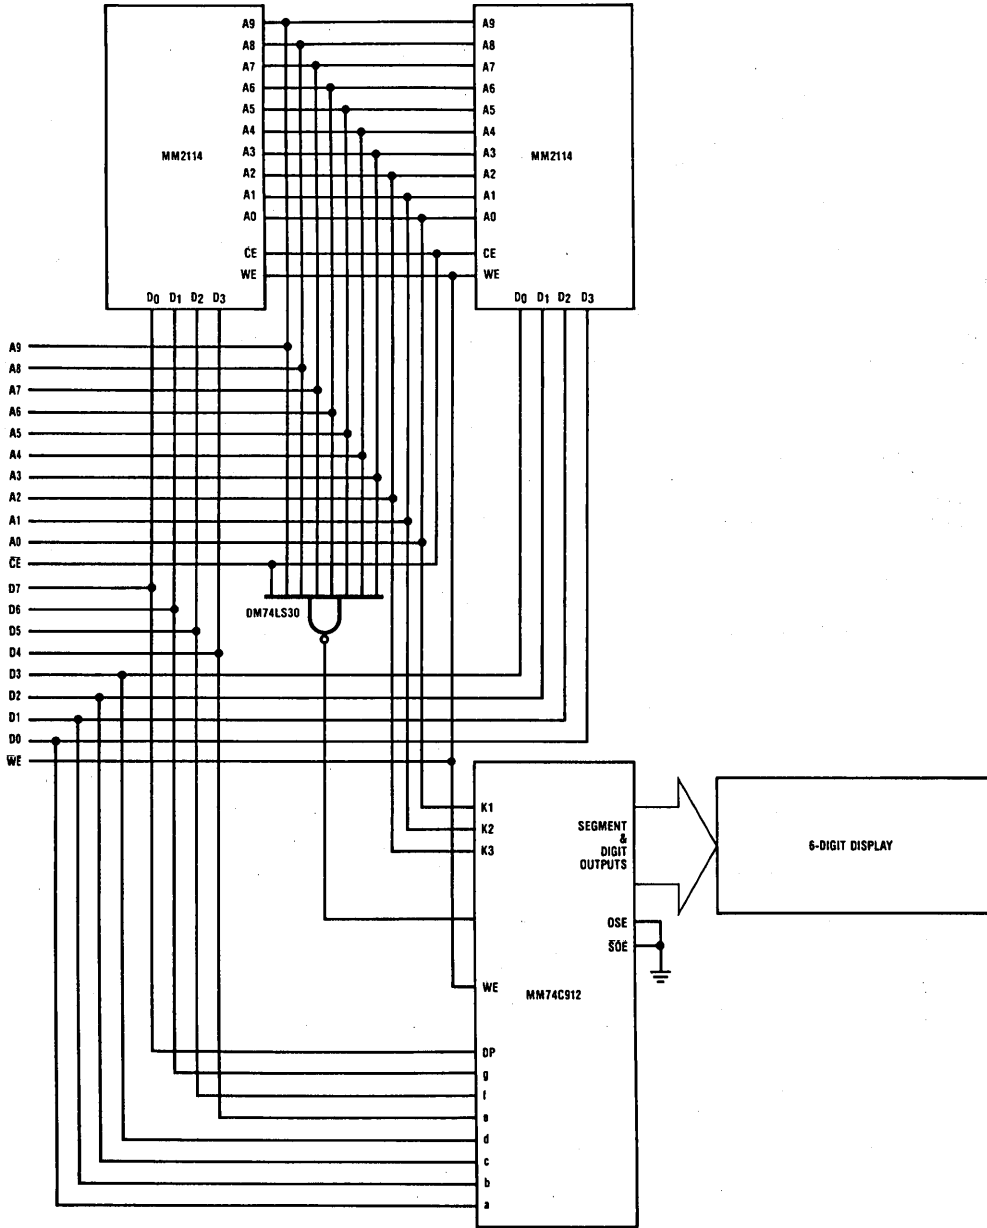 A9
A8
A7
A6
A5
A4
A3
A2
A1
A0
CE
WE
MM2114
D0 D1 D2 D3
A9
A8
A7
A6
A5
A4
A3
A2
A1
A0
CE
WE
MM2114
D0 D1 D2 D3
A9
A8
A7
A6
A5
A4
A3
A2
A1
A0
C̅E̅
D7
D6
D5
D4
D3
D2
D1
D0
W̅E̅
DM74LS30
K1
K2
K3
WE
DP
g
f
e
d
c
b
a
MM74C912
SEGMENT
&
DIGIT
OUTPUTS
OSE
S̅O̅E̅
6-DIGIT DISPLAY